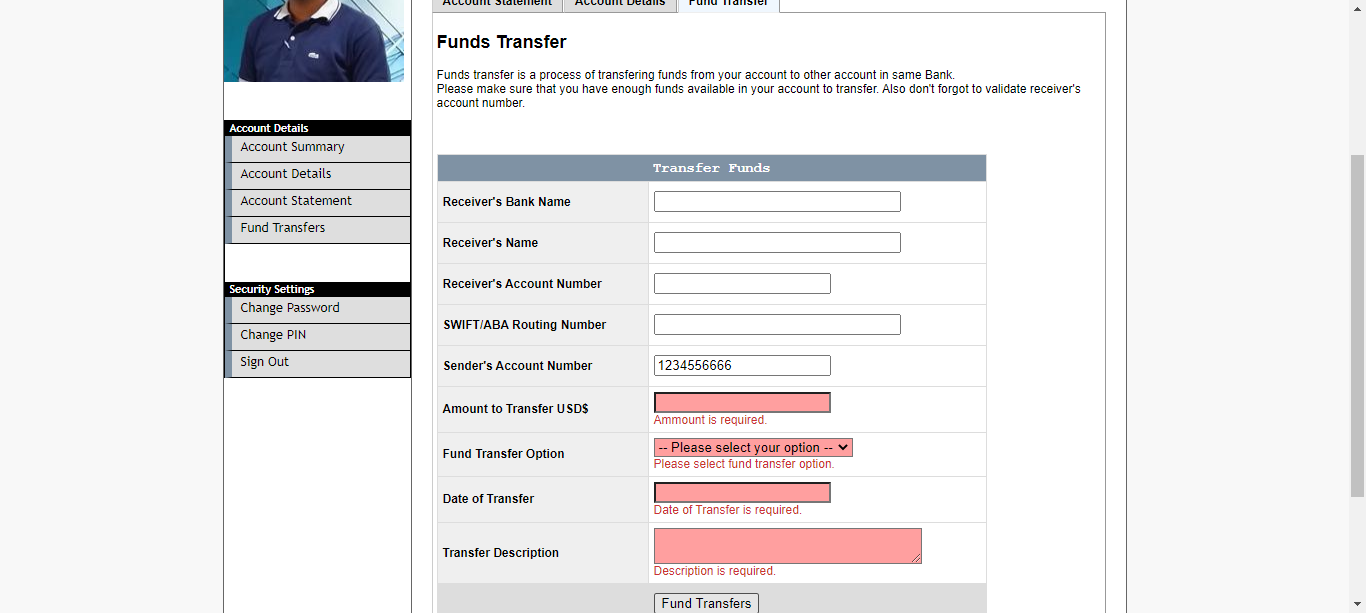 Account Statement
Account Details
Fund Transfer
Funds Transfer
Funds transfer is a process of transfering funds from your account to other account in same Bank.
Please make sure that you have enough funds available in your account to transfer. Also don't forgot to validate receiver's
account number.
Account Details
Account Summary
Account Details
Account Statement
Fund Transfers
Security Settings
Change Password
Change PIN
Sign Out
Transfer Funds
Receiver's Bank Name
Receiver's Name
Receiver's Account Number
SWIFT/ABA Routing Number
Sender's Account Number
1234556666
Amount to Transfer USD$
Ammount is required.
Fund Transfer Option
-- Please select your option --
Please select fund transfer option.
Date of Transfer
Date of Transfer is required.
Transfer Description
Description is required.
Fund Transfers